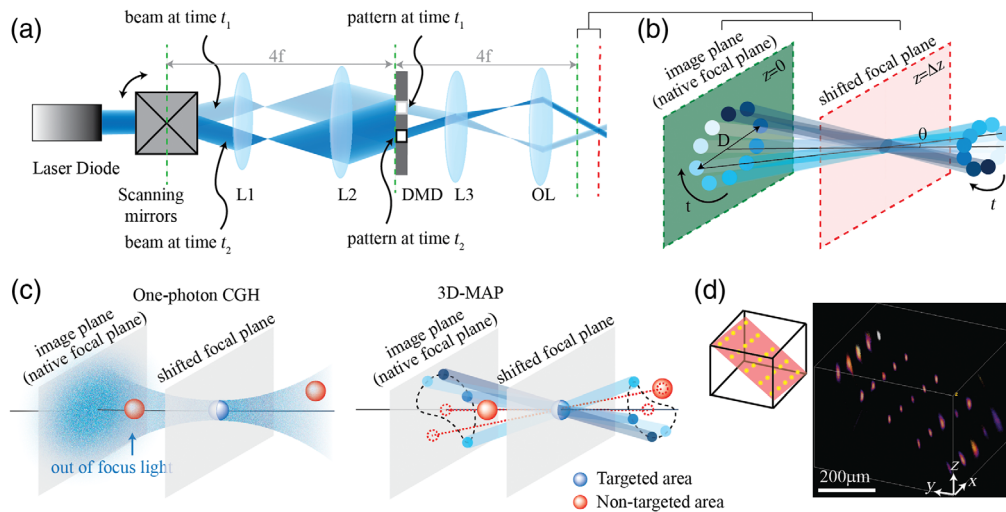 (a)
beam at time t1
pattern at time t1
4f
4f
Laser Diode
Scanning
mirrors
L1
L2
DMD
L3
OL
beam at time t2
pattern at time t2
(b)
image plane
(native focal plane)
z=0
shifted focal plane
z=Δz
D
θ
t
t
(c)
One-photon CGH
image plane
(native focal plane)
shifted focal plane
out of focus light
3D-MAP
image plane
(native focal plane)
shifted focal plane
Targeted area
Non-targeted area
(d)
200μm
z
y
x